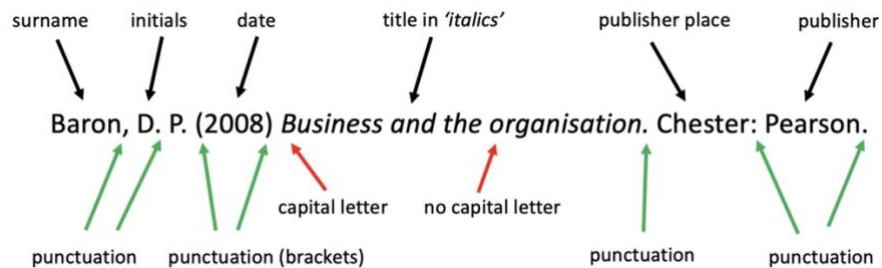 surname initials date title in 'italics' publisher place publisher
Baron, D. P. (2008) Business and the organisation. Chester: Pearson.
capital letter no capital letter
punctuation punctuation (brackets) punctuation punctuation